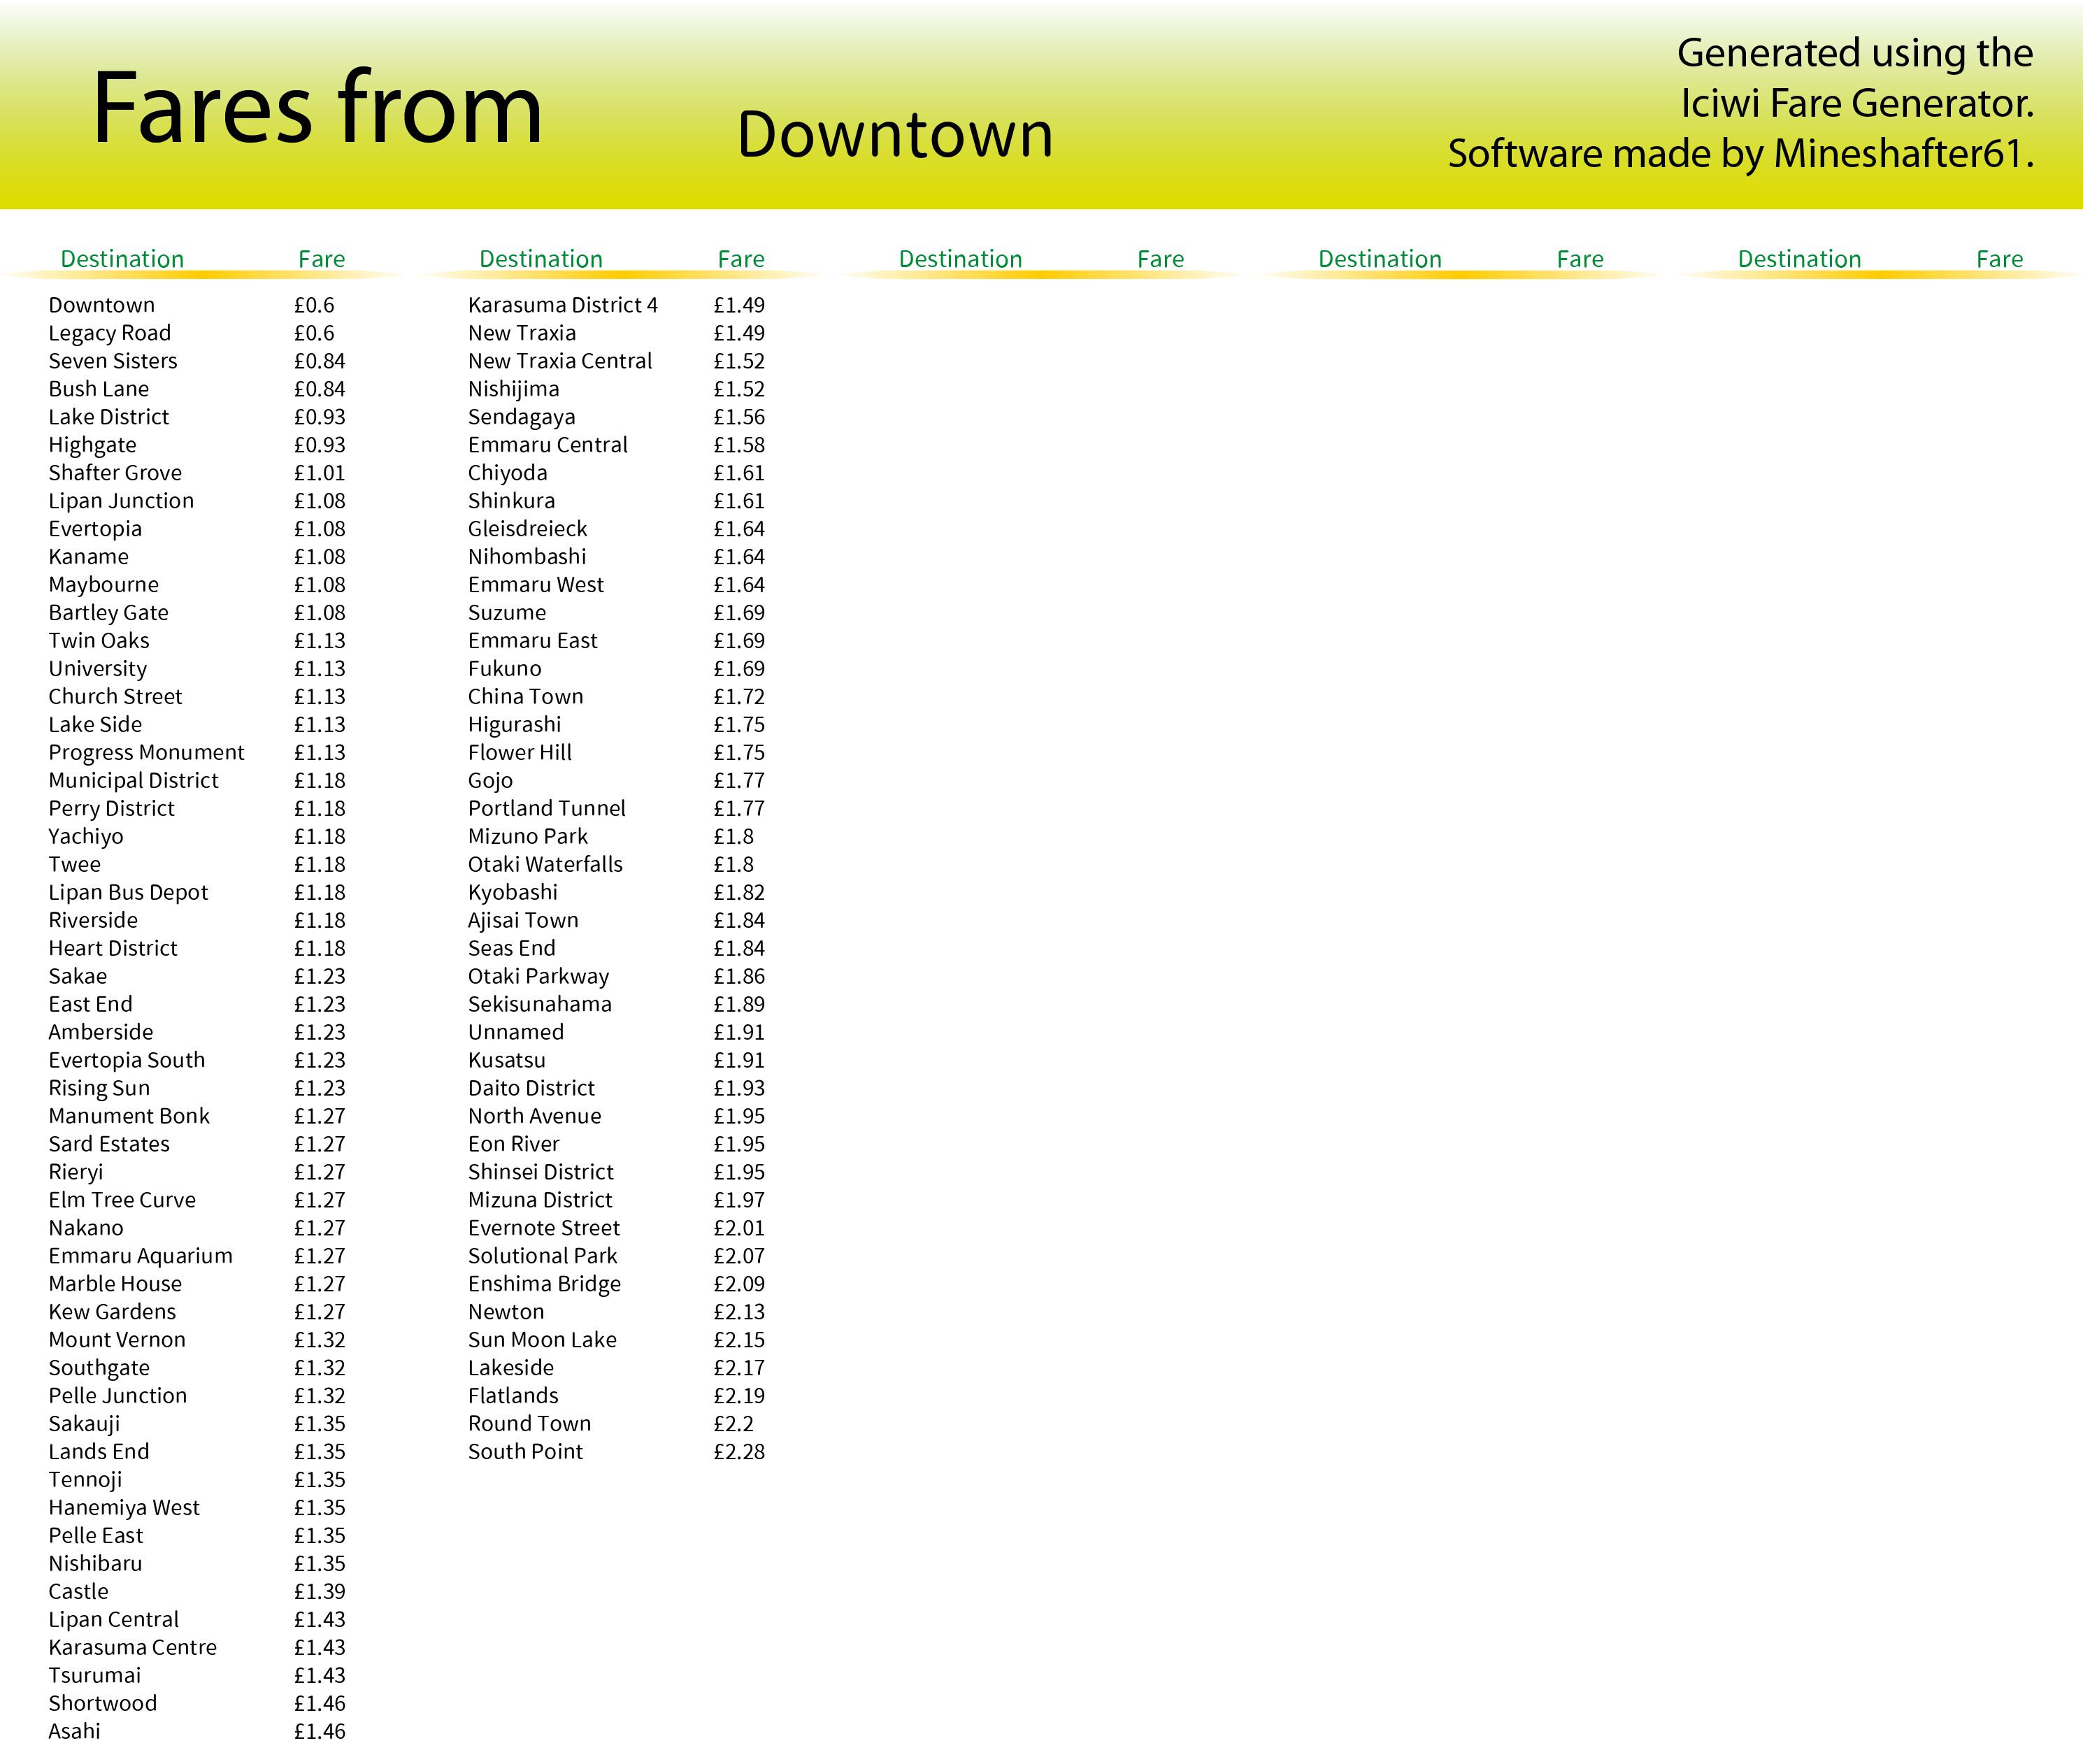 Fares from Downtown
Generated using the
Iciwi Fare Generator.
Software made by Mineshafter61.
Destination Fare Destination Fare Destination Fare Destination Fare Destination Fare
Downtown £0.6
Legacy Road £0.6
Seven Sisters £0.84
Bush Lane £0.84
Lake District £0.93
Highgate £0.93
Shafter Grove £1.01
Lipan Junction £1.08
Evertopia £1.08
Kaname £1.08
Maybourne £1.08
Bartley Gate £1.08
Twin Oaks £1.13
University £1.13
Church Street £1.13
Lake Side £1.13
Progress Monument £1.13
Municipal District £1.18
Perry District £1.18
Yachiyo £1.18
Twee £1.18
Lipan Bus Depot £1.18
Riverside £1.18
Heart District £1.18
Sakae £1.23
East End £1.23
Amberside £1.23
Evertopia South £1.23
Rising Sun £1.23
Manument Bonk £1.27
Sard Estates £1.27
Rieryi £1.27
Elm Tree Curve £1.27
Nakano £1.27
Emmaru Aquarium £1.27
Marble House £1.27
Kew Gardens £1.27
Mount Vernon £1.32
Southgate £1.32
Pelle Junction £1.32
Sakauji £1.35
Lands End £1.35
Tennoji £1.35
Hanemiya West £1.35
Pelle East £1.35
Nishibaru £1.35
Castle £1.39
Lipan Central £1.43
Karasuma Centre £1.43
Tsurumai £1.43
Shortwood £1.46
Asahi £1.46
Karasuma District 4 £1.49
New Traxia £1.49
New Traxia Central £1.52
Nishijima £1.52
Sendagaya £1.56
Emmaru Central £1.58
Chiyoda £1.61
Shinkura £1.61
Gleisdreieck £1.64
Nihombashi £1.64
Emmaru West £1.64
Suzume £1.69
Emmaru East £1.69
Fukuno £1.69
China Town £1.72
Higurashi £1.75
Flower Hill £1.75
Gojo £1.77
Portland Tunnel £1.77
Mizuno Park £1.8
Otaki Waterfalls £1.8
Kyobashi £1.82
Ajisai Town £1.84
Seas End £1.84
Otaki Parkway £1.86
Sekisunahama £1.89
Unnamed £1.91
Kusatsu £1.91
Daito District £1.93
North Avenue £1.95
Eon River £1.95
Shinsei District £1.95
Mizuna District £1.97
Evernote Street £2.01
Solutional Park £2.07
Enshima Bridge £2.09
Newton £2.13
Sun Moon Lake £2.15
Lakeside £2.17
Flatlands £2.19
Round Town £2.2
South Point £2.28